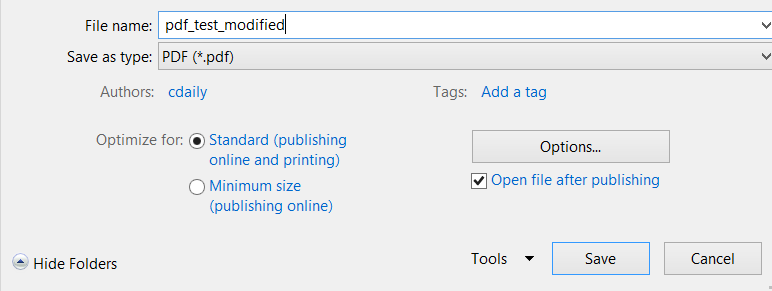 File name: pdf_test_modified
Save as type: PDF (*.pdf)
Authors: cdaily Tags: Add a tag
Optimize for: Standard (publishing
online and printing)
Minimum size
(publishing online)
Options...
Open file after publishing
Hide Folders Tools Save Cancel